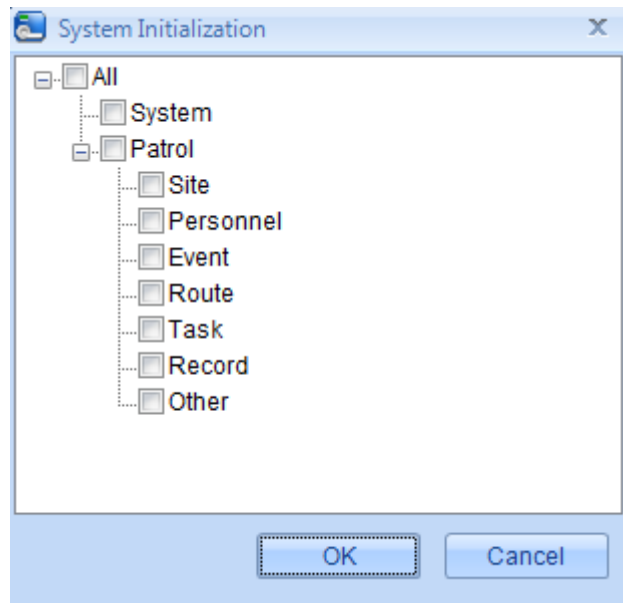 System Initialization
All
System
Patrol
Site
Personnel
Event
Route
Task
Record
Other
OK Cancel